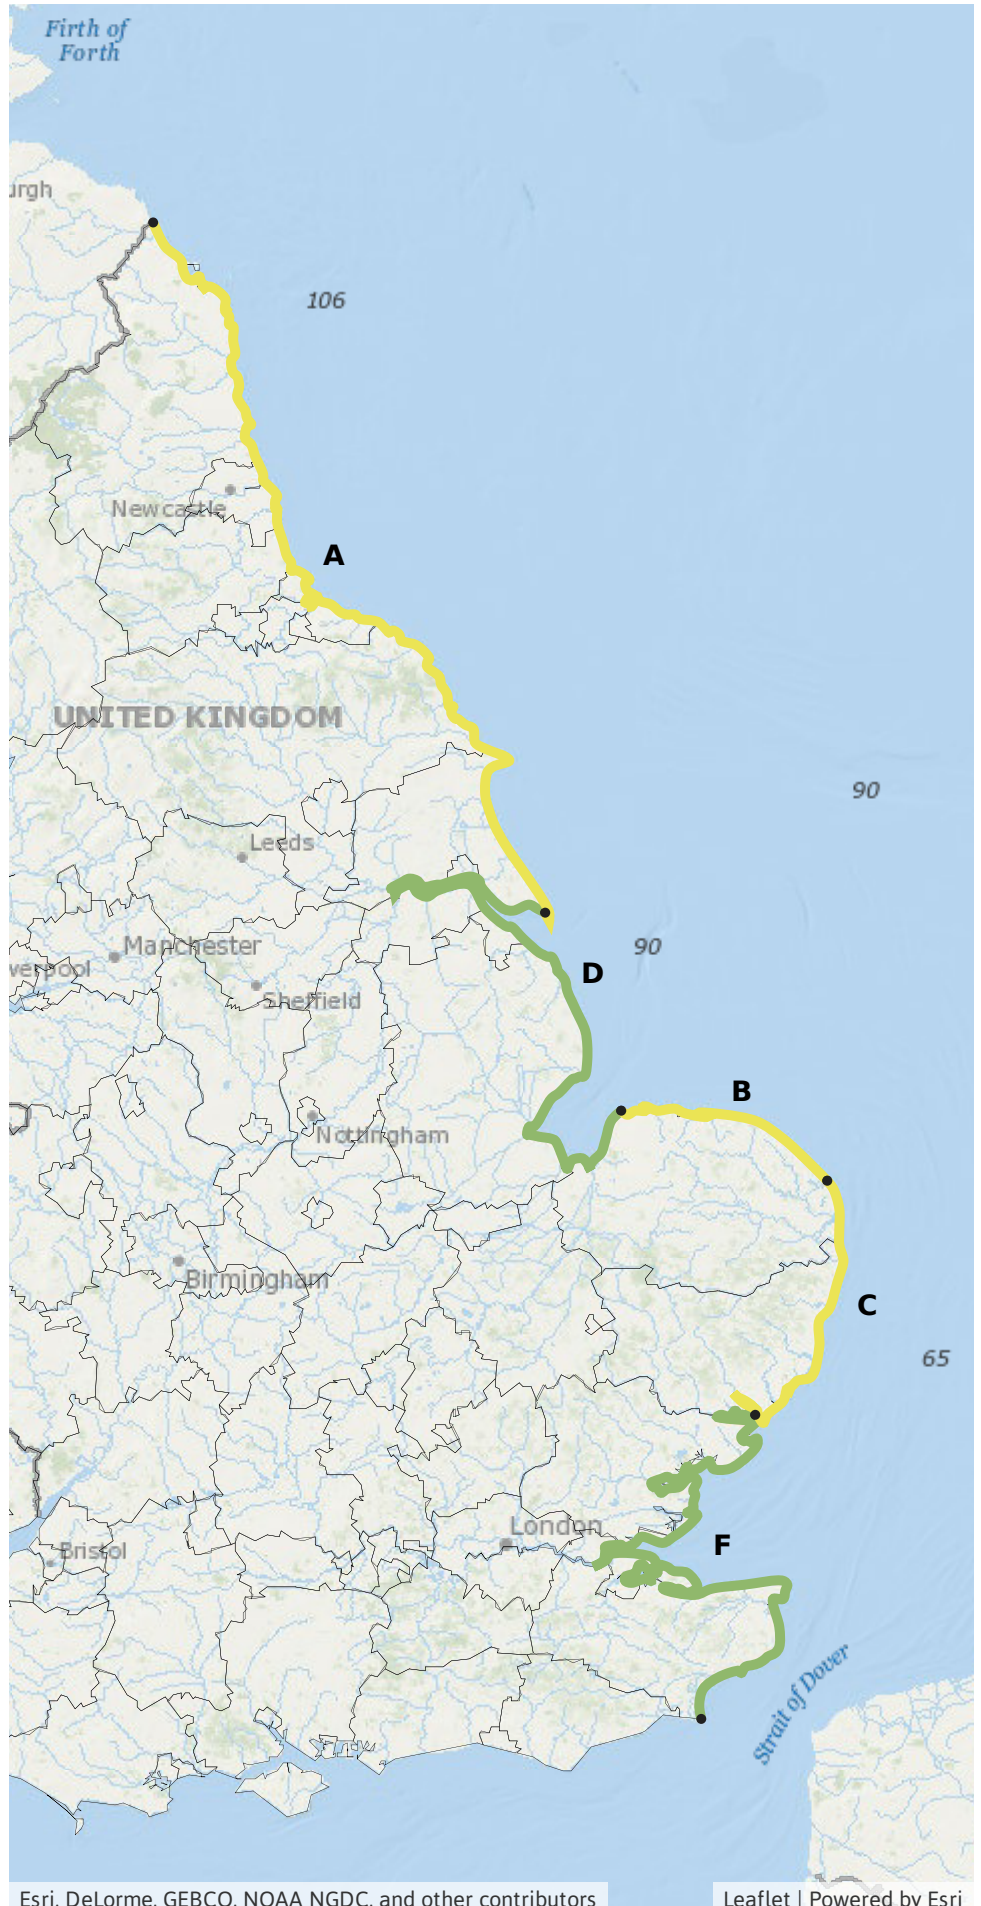 Firth of
Forth
urgh
106
Newcastle
A
UNITED KINGDOM
90
Leeds
Manchester
90
verpool
D
Sheffield
B
Nottingham
Birmingham
C
65
London
F
Bristol
Strait of Dover
Esri, DeLorme, GEBCO, NOAA NGDC, and other contributors
Leaflet | Powered by Esri